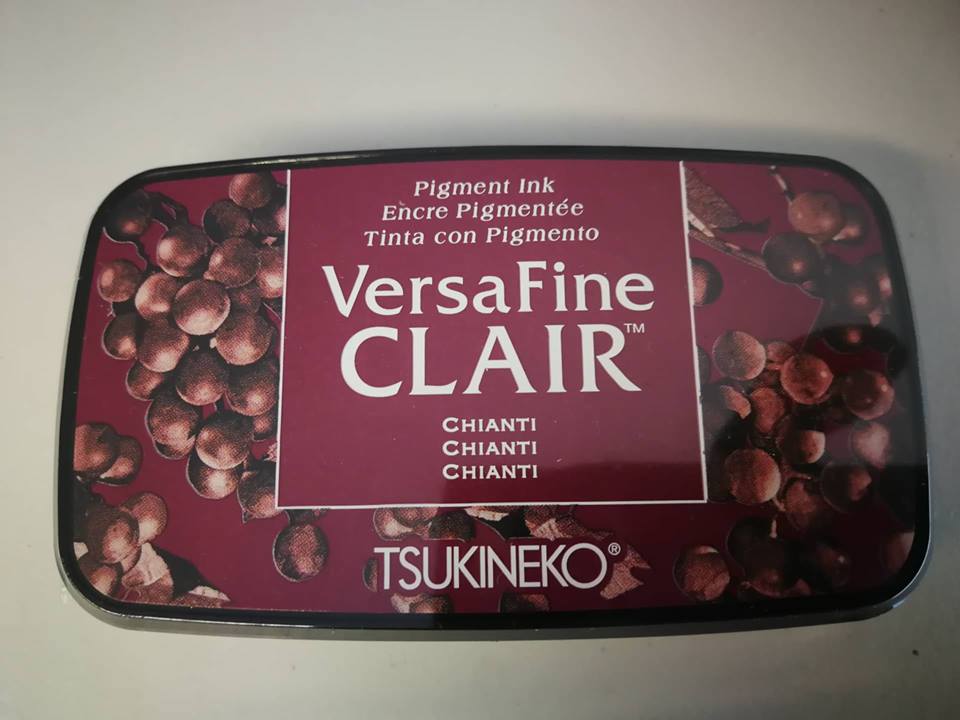 Pigment Ink
Encre Pigmentée
Tinta con Pigmento
VersaFine
CLAIR™
CHIANTI
CHIANTI
CHIANTI
TSUKINEKO®